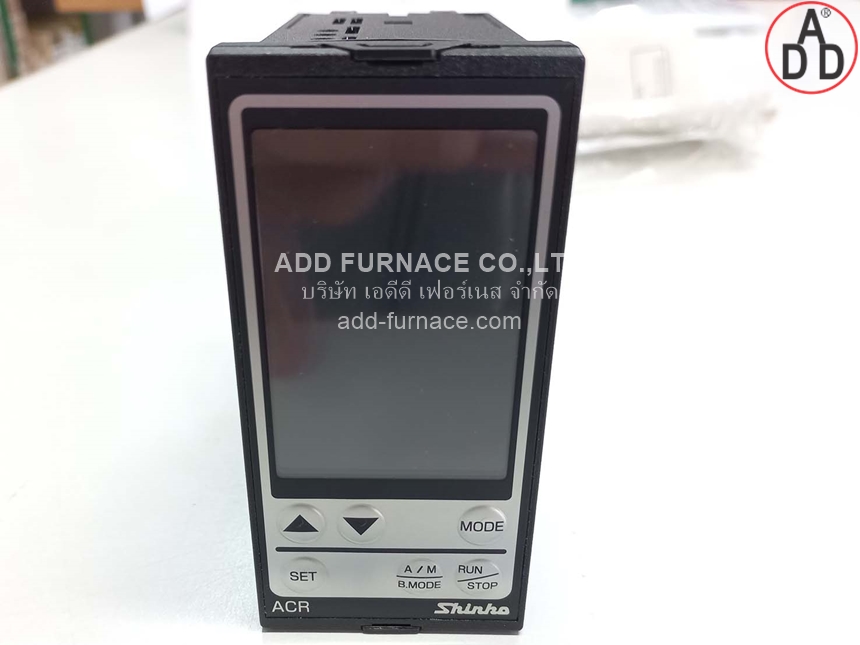 ADD®
ADD FURNACE CO.,LT
บริษัท เอดีดี เฟอร์เนส จำกัด
add-furnace.com
MODE
SET
A / M
B.MODE
RUN
STOP
ACR
Shinko